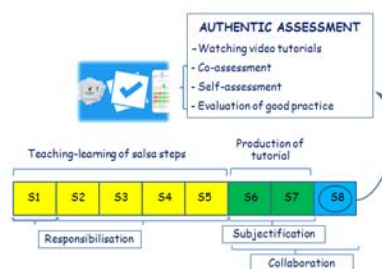 AUTHENTIC ASSESSMENT
- Watching video tutorials
- Co-assessment
- Self-assessment
- Evaluation of good practice
Teaching-learning of salsa steps
Production of
tutorial
S1 S2 S3 S4 S5 S6 S7 S8
Responsibilisation
Subjectification
Collaboration